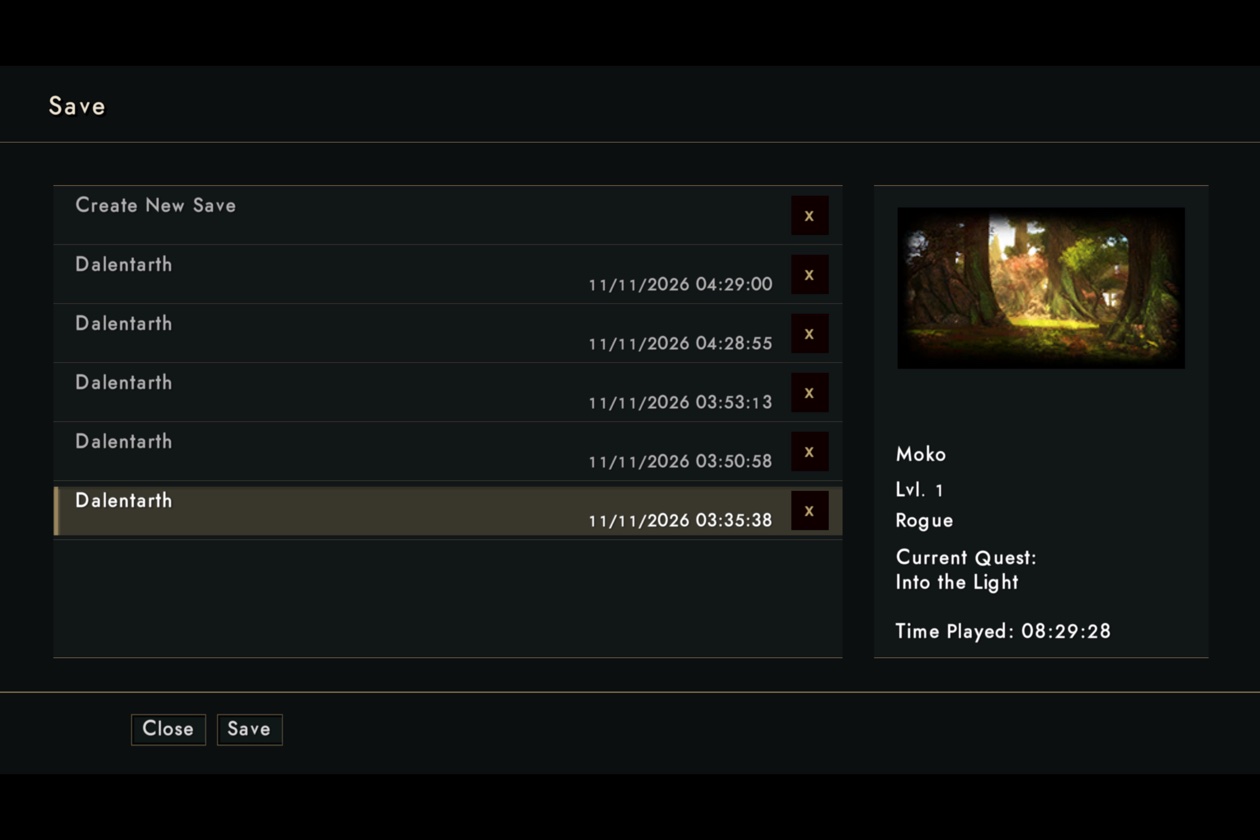 Save
Create New Save
x
Dalentarth
11/11/2026 04:29:00
x
Dalentarth
11/11/2026 04:28:55
x
Dalentarth
11/11/2026 03:53:13
x
Dalentarth
11/11/2026 03:50:58
x
Dalentarth
11/11/2026 03:35:38
x
Moko
Lvl. 1
Rogue
Current Quest:
Into the Light
Time Played: 08:29:28
Close
Save